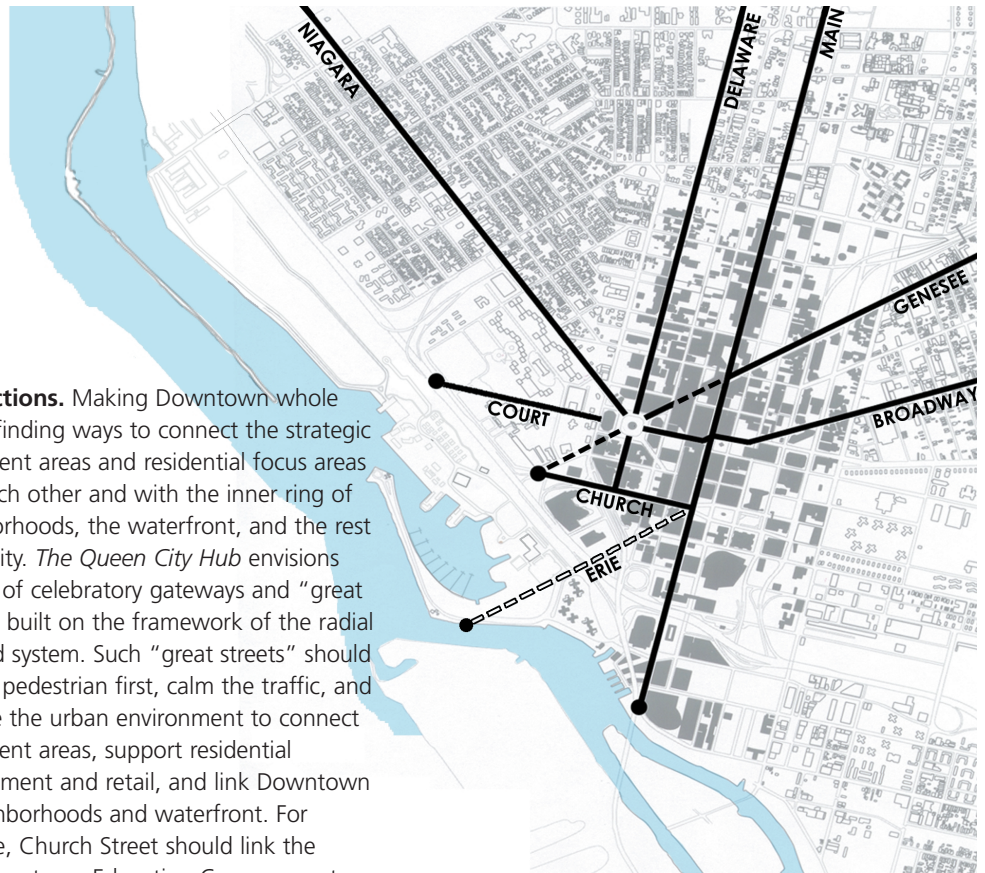 NIAGARA
DELAWARE
MAIN
GENESEE
BROADWAY
COURT
CHURCH
ERIE
ctions. Making Downtown whole
finding ways to connect the strategic
ent areas and residential focus areas
ch other and with the inner ring of
orhoods, the waterfront, and the rest
ity. The Queen City Hub envisions
of celebratory gateways and “great
built on the framework of the radial
d system. Such “great streets” should
pedestrian first, calm the traffic, and
e the urban environment to connect
ent areas, support residential
ment and retail, and link Downtown
hborhoods and waterfront. For
e, Church Street should link the